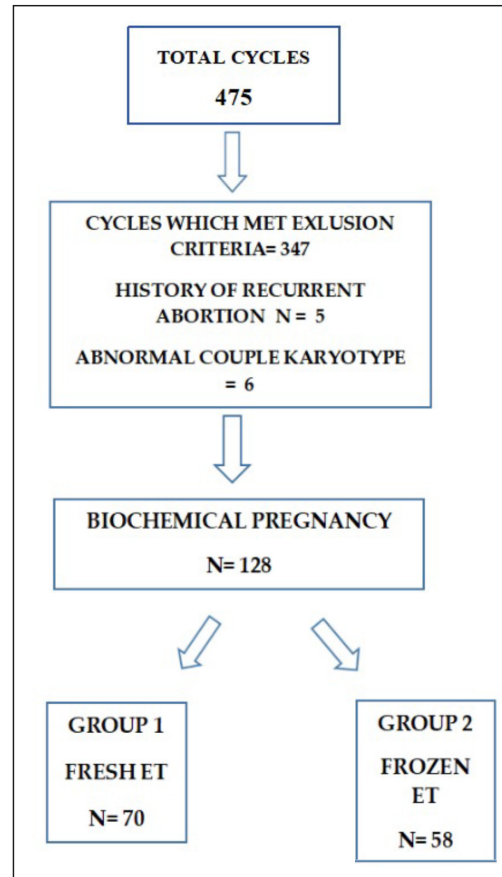 TOTAL CYCLES
475
CYCLES WHICH MET EXLUSION
CRITERIA= 347
HISTORY OF RECURRENT
ABORTION N = 5
ABNORMAL COUPLE KARYOTYPE
= 6
BIOCHEMICAL PREGNANCY
N= 128
GROUP 1
FRESH ET
N= 70
GROUP 2
FROZEN
ET
N= 58